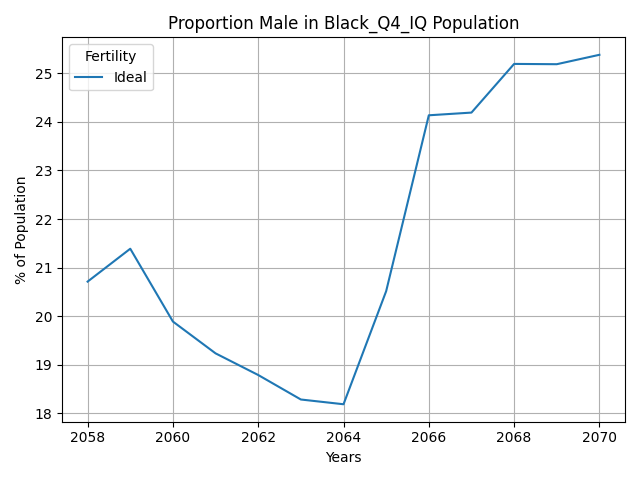 Proportion Male in Black_Q4_IQ Population
Fertility
Ideal
% of Population
25
24
23
22
21
20
19
18
2058 2060 2062 2064 2066 2068 2070
Years